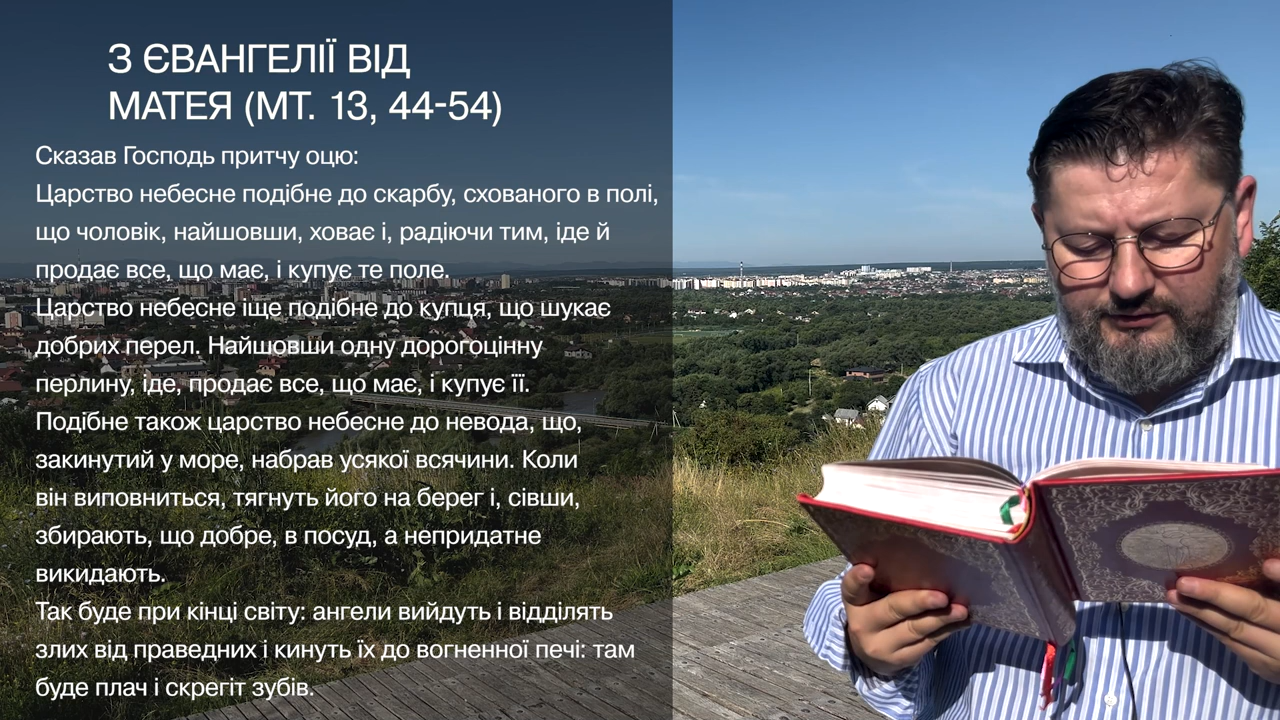 З ЄВАНГЕЛІЇ ВІД
МАТЕЯ (МТ. 13, 44-54)
Сказав Господь притчу оцю:
Царство небесне подібне до скарбу, схованого в полі,
що чоловік, найшовши, ховає і, радіючи тим, іде й
продає все, що має, і купує те поле.
Царство небесне іще подібне до купця, що шукає
добрих перел. Найшовши одну дорогоцінну
перлину, іде, продає все, що має, і купує її.
Подібне також царство небесне до невода, що,
закинутий у море, набрав усякої всячини. Коли
він виповниться, тягнуть його на берег і, сівши,
збирають, що добре, в посуд, а непридатне
викидають.
Так буде при кінці світу: ангели вийдуть і відділять
злих від праведних і кинуть їх до вогненної печі: там
буде плач і скрегіт зубів.